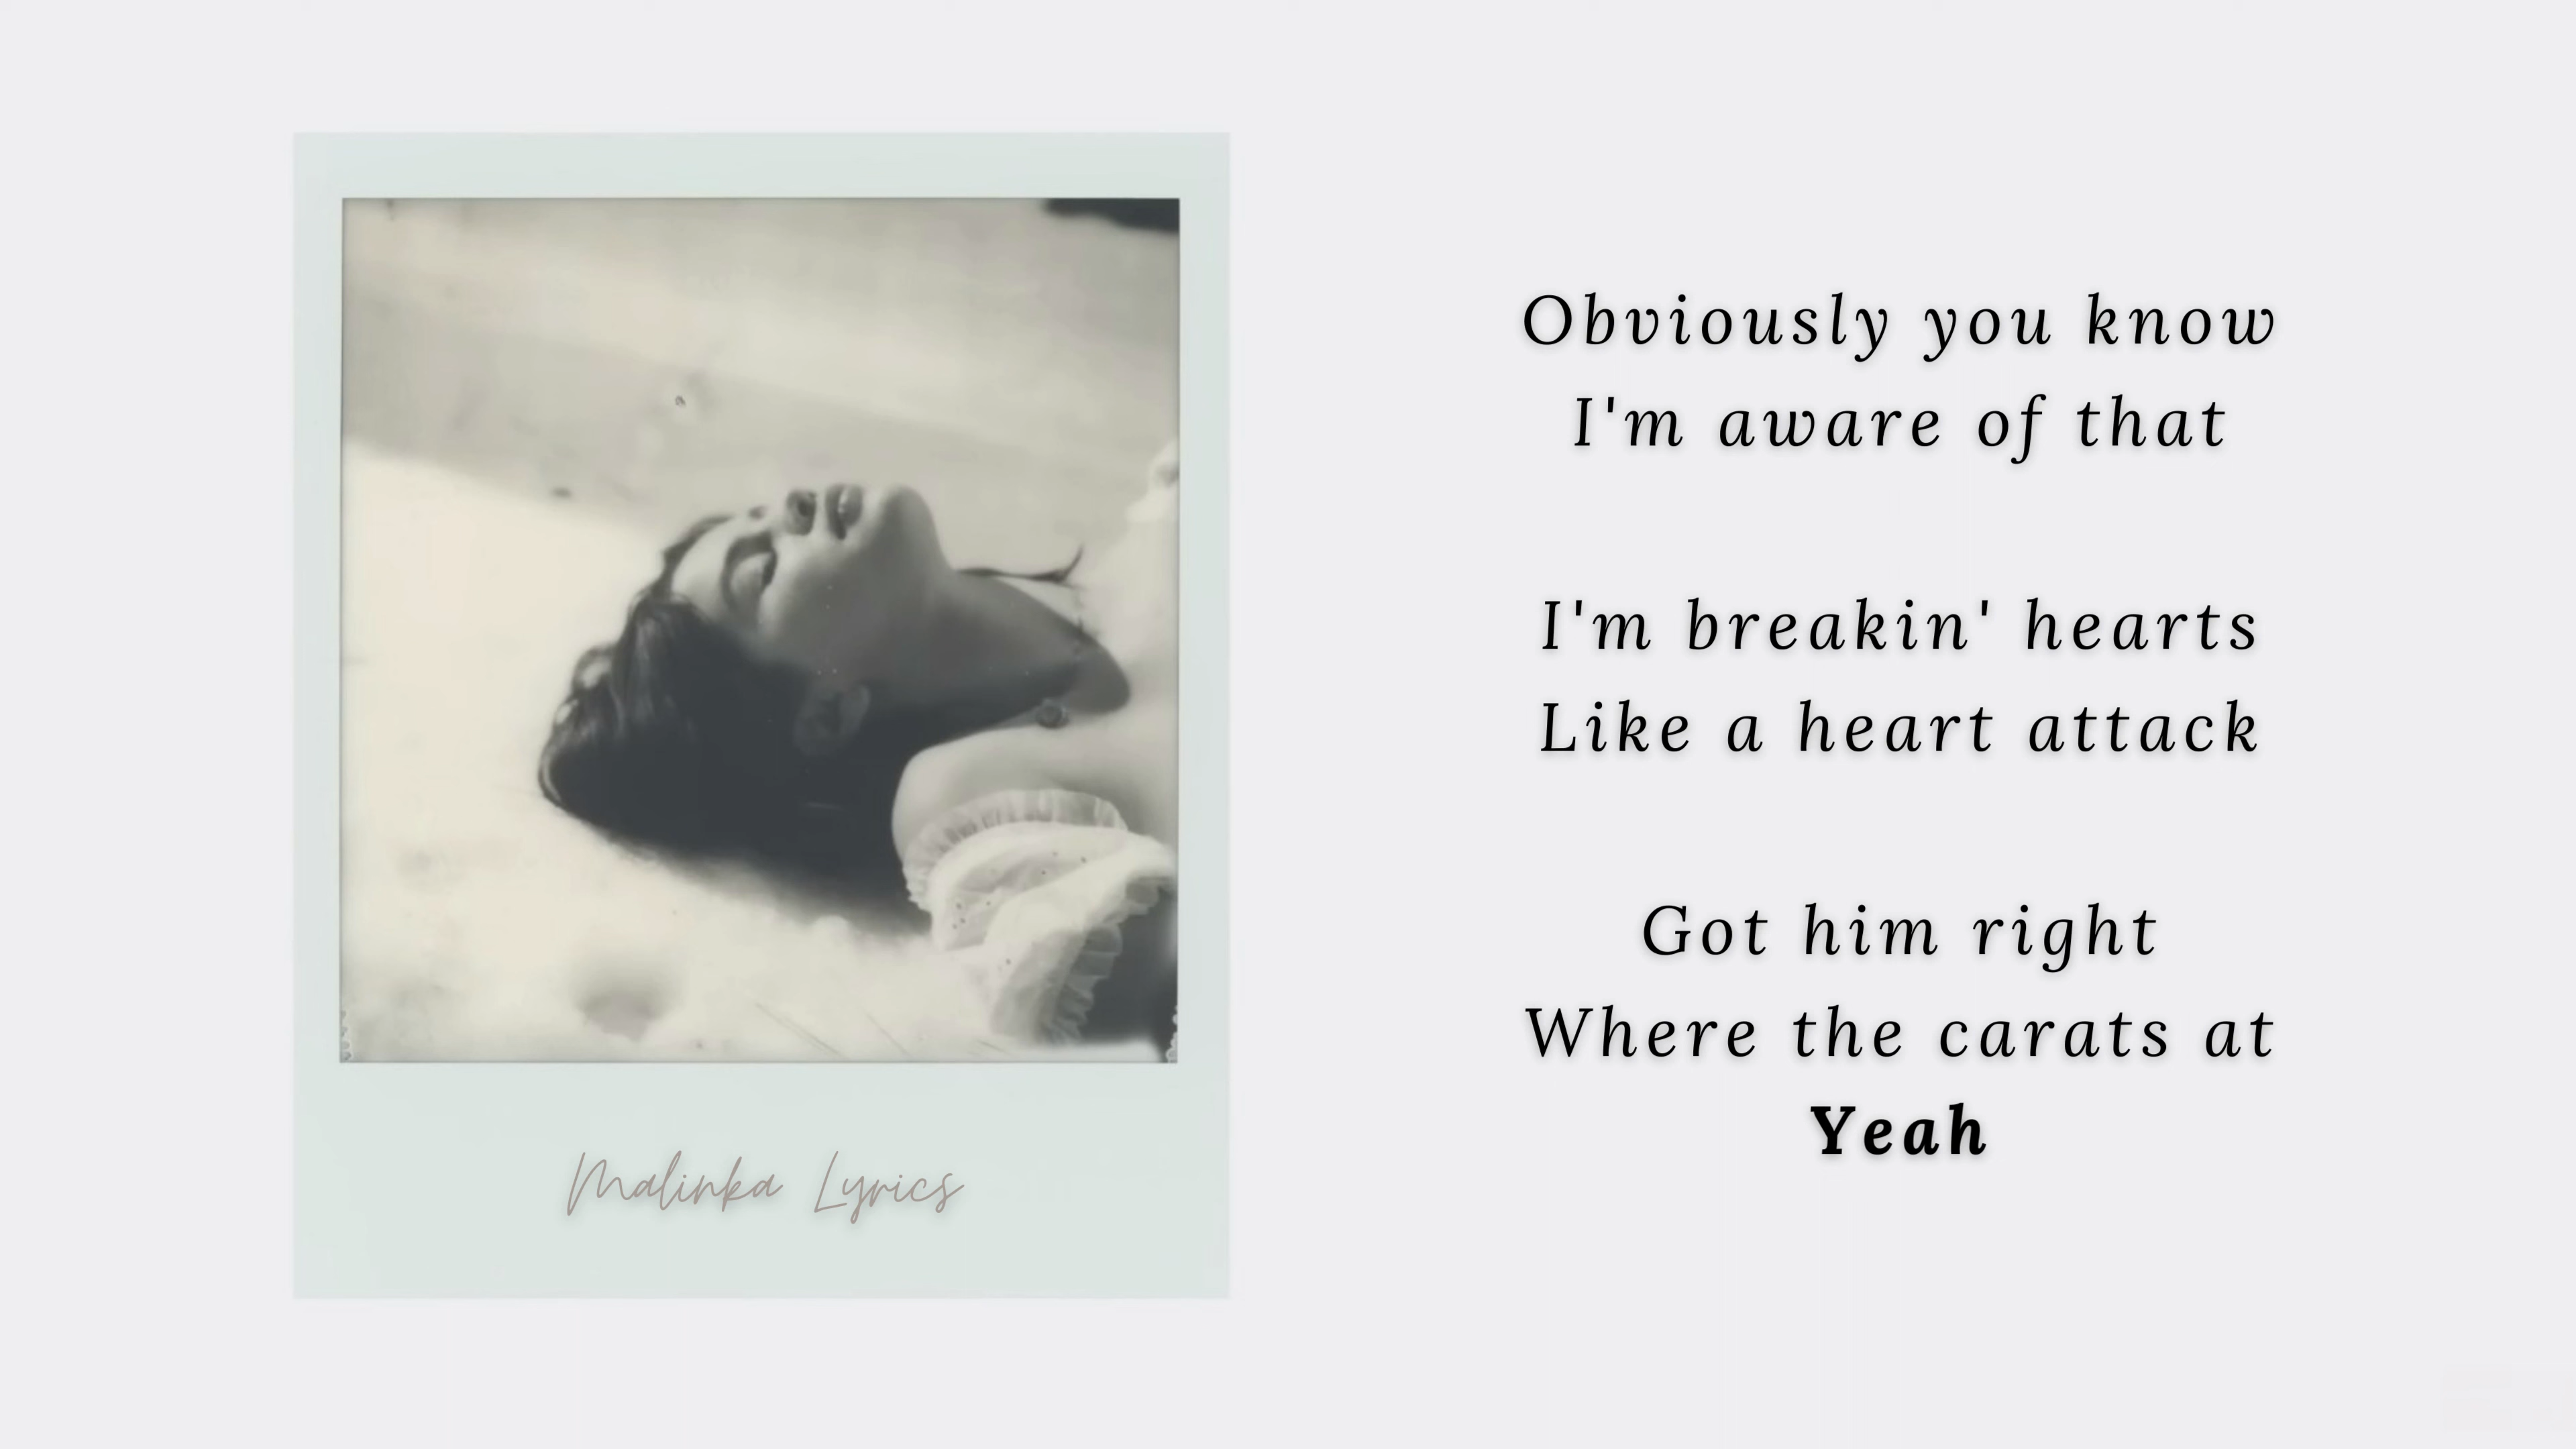 Obviously you know
I'm aware of that
I'm breakin' hearts
Like a heart attack
Got him right
Where the carats at
Yeah
Malinka Lyrics